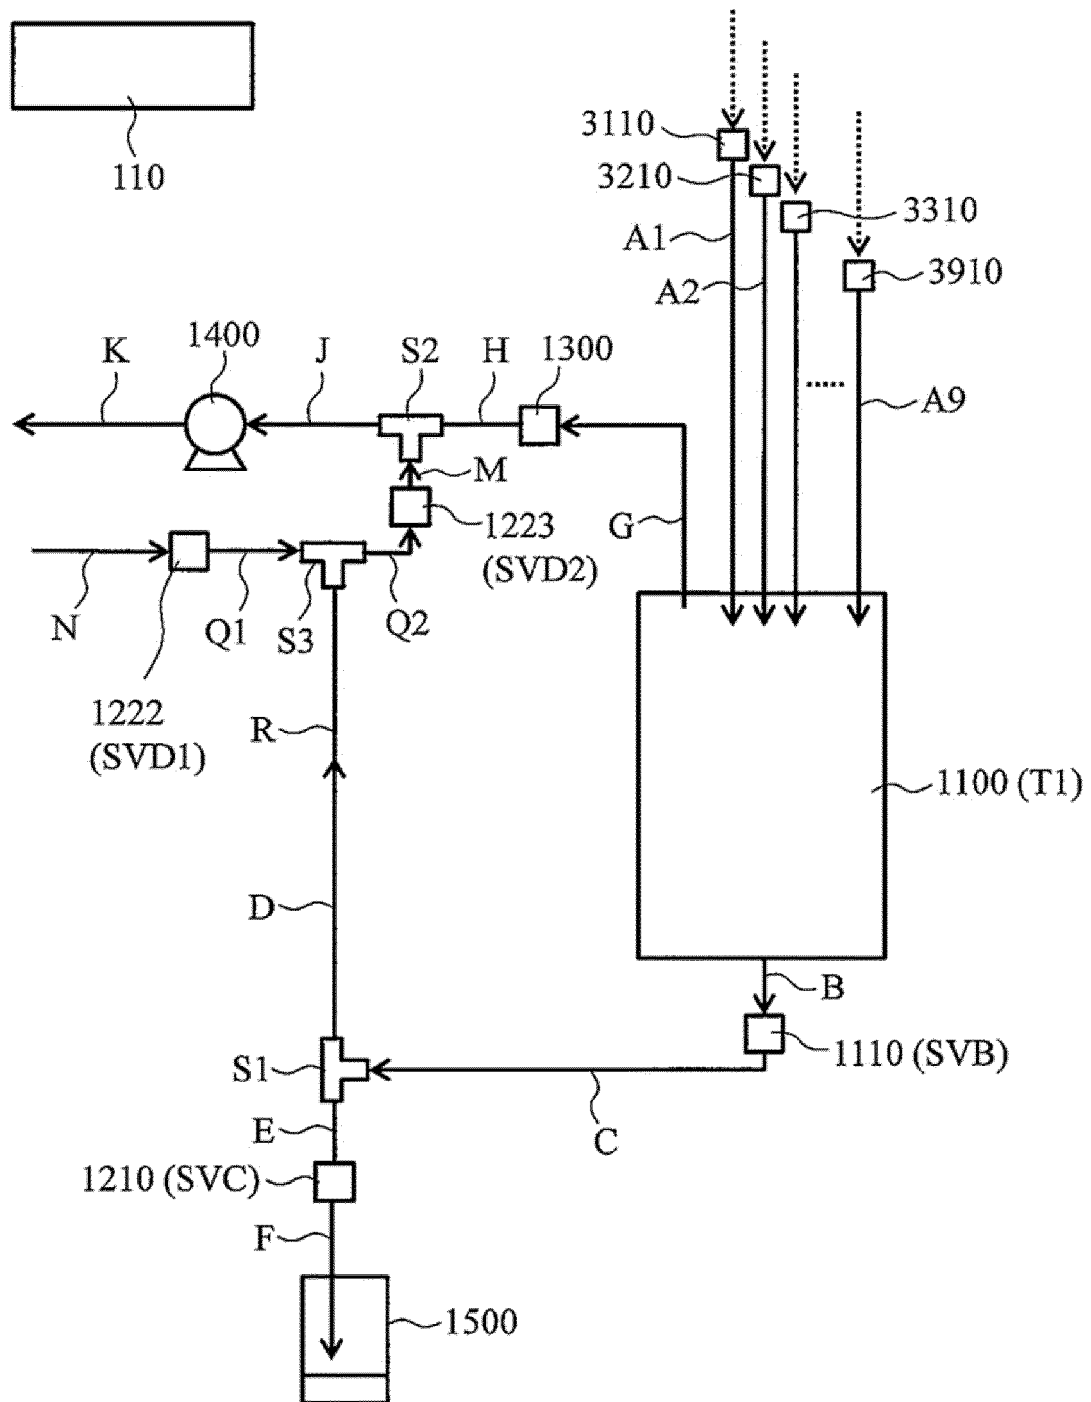 110
3110
3210
3310
A1
3910
A2
K
1400
J
S2
H
1300
A9
M
1223
(SVD2)
G
N
Q1
S3
Q2
1222
(SVD1)
R
1100 (T1)
D
B
1110 (SVB)
S1
C
E
1210 (SVC)
F
1500